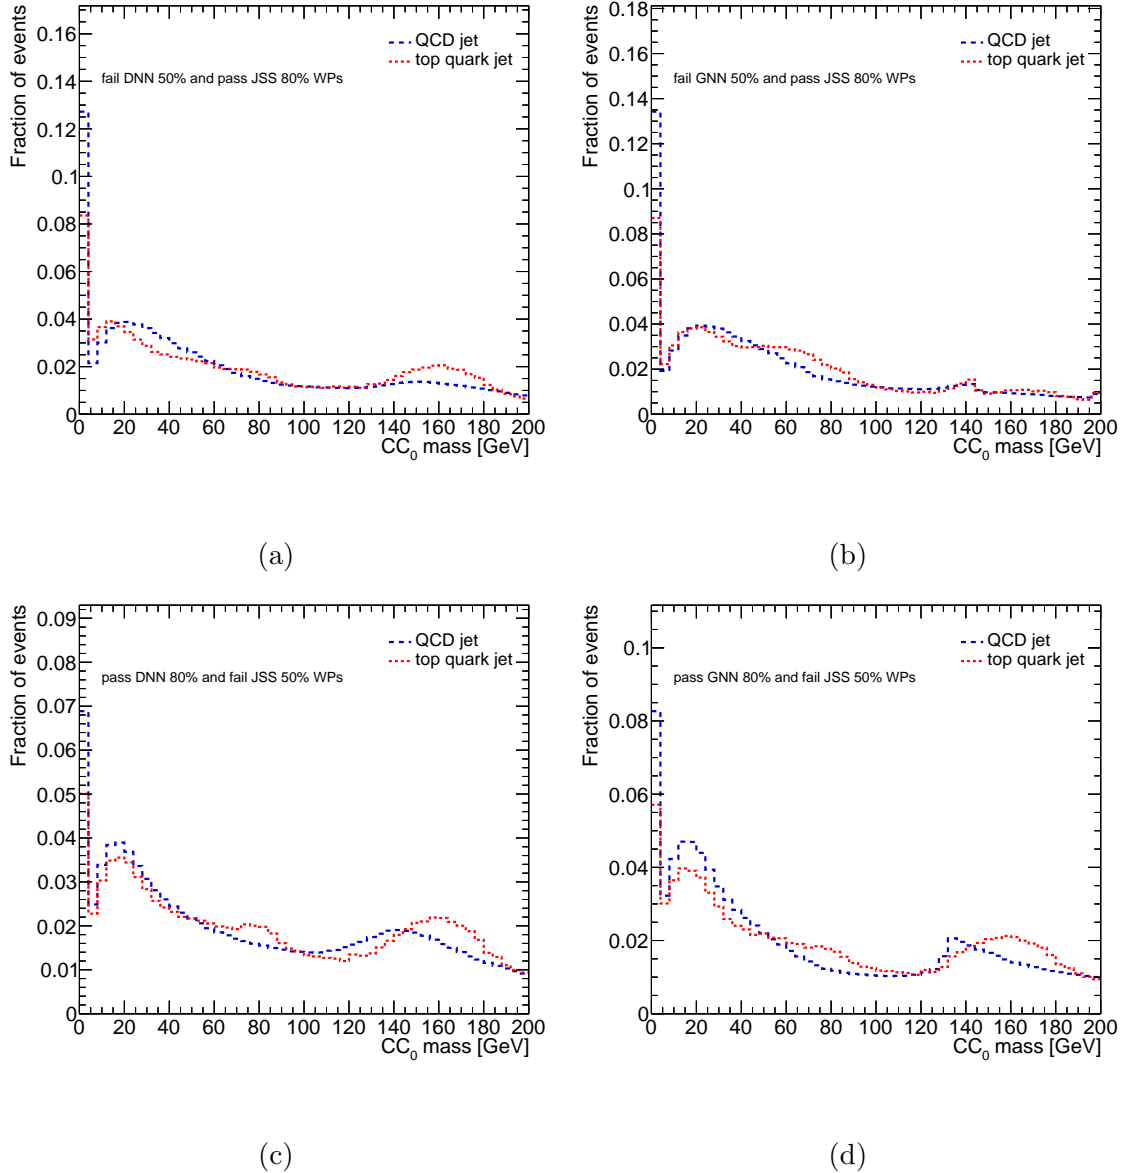 Fraction of events
0.16
0.14
0.12
0.1
0.08
0.06
0.04
0.02
0
QCD jet
top quark jet
fail DNN 50% and pass JSS 80% WPs
0 20 40 60 80 100 120 140 160 180 200
CC0 mass [GeV]
(a)
Fraction of events
0.18
0.16
0.14
0.12
0.1
0.08
0.06
0.04
0.02
0
QCD jet
top quark jet
fail GNN 50% and pass JSS 80% WPs
0 20 40 60 80 100 120 140 160 180 200
CC0 mass [GeV]
(b)
Fraction of events
0.09
0.08
0.07
0.06
0.05
0.04
0.03
0.02
0.01
0
QCD jet
top quark jet
pass DNN 80% and fail JSS 50% WPs
0 20 40 60 80 100 120 140 160 180 200
CC0 mass [GeV]
(c)
Fraction of events
0.1
0.08
0.06
0.04
0.02
0
QCD jet
top quark jet
pass GNN 80% and fail JSS 50% WPs
0 20 40 60 80 100 120 140 160 180 200
CC0 mass [GeV]
(d)